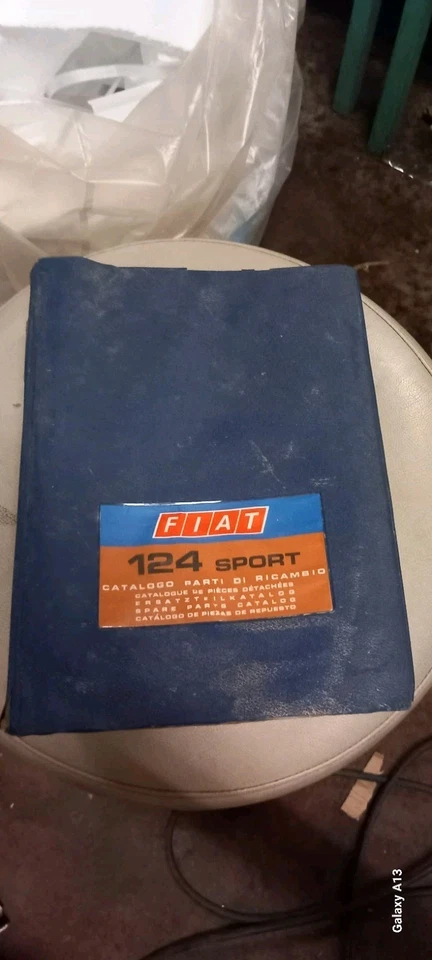 FIAT
124 SPORT
CATALOGO PARTI DI RICAMBIO
CATALOGUE DE PIÈCES DÉTACHÉES
ERSATZTEILKATALOG
SPARE PARTS CATALOG
CATÁLOGO DE PIEZAS DE REPUESTO
Galaxy A13